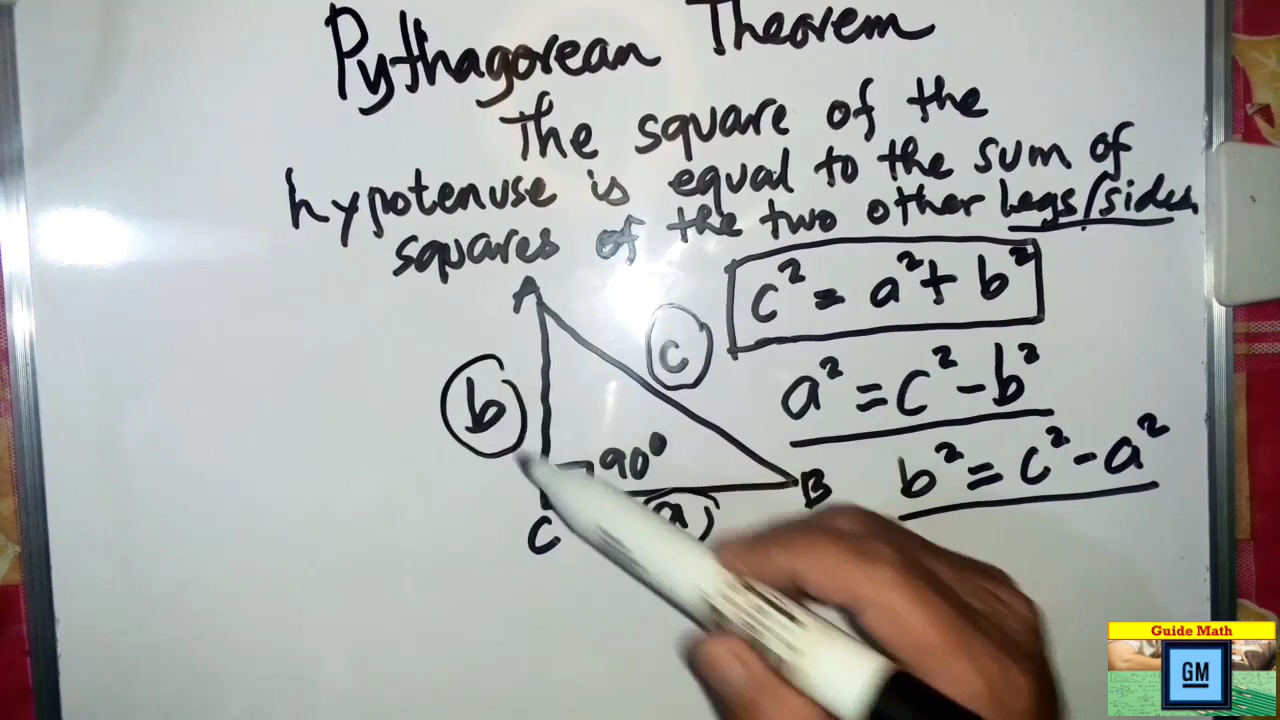 Pythagorean Theorem
The square of the
hypotenuse is equal to the sum of
squares of the two other legs/sides
c² = a² + b²
A
c
a² = c² - b²
b
90°
b² = c² - a²
B
a
C
Guide Math
GM